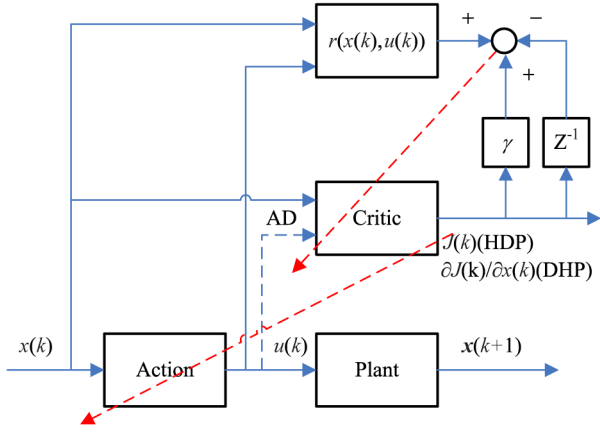 +
−
r(x(k),u(k))
+
γ
Z⁻¹
AD
Critic
J(k)(HDP)
∂J(k)/∂x(k)(DHP)
x(k)
Action
u(k)
Plant
x(k+1)